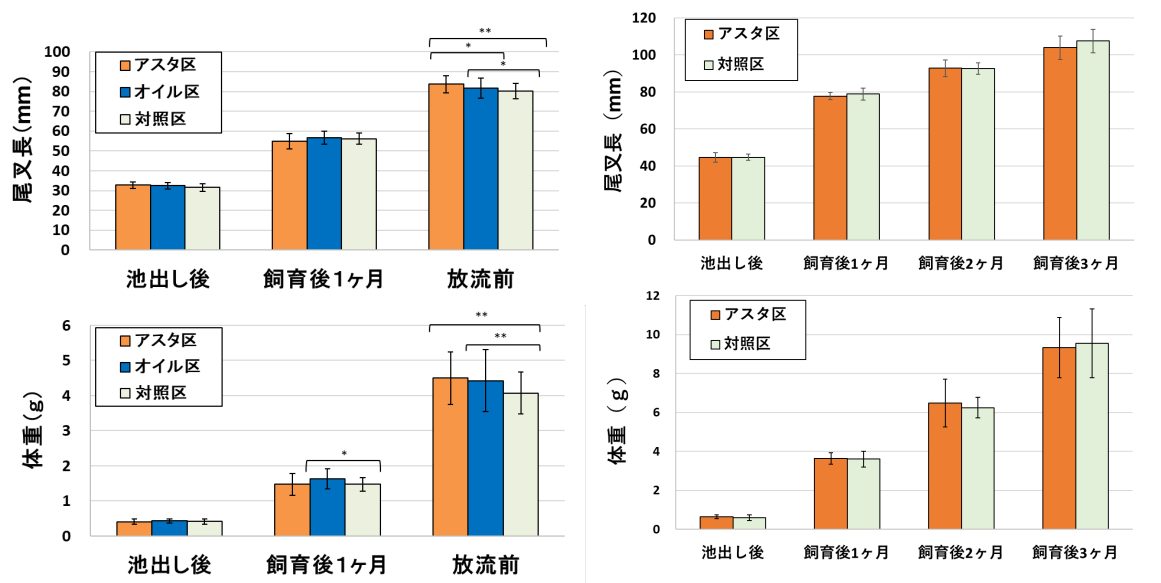 尾叉長(mm)
100
90
80
70
60
50
40
30
20
10
0
アスタ区
オイル区
対照区
**
*
*
池出し後
飼育後1ヶ月
放流前
尾叉長 (mm)
120
100
80
60
40
20
0
アスタ区
対照区
池出し後
飼育後1ヶ月
飼育後2ヶ月
飼育後3ヶ月
体重(g)
6
5
4
3
2
1
0
アスタ区
オイル区
対照区
*
**
**
池出し後
飼育後1ヶ月
放流前
体重 (g)
12
10
8
6
4
2
0
アスタ区
対照区
池出し後
飼育後1ヶ月
飼育後2ヶ月
飼育後3ヶ月